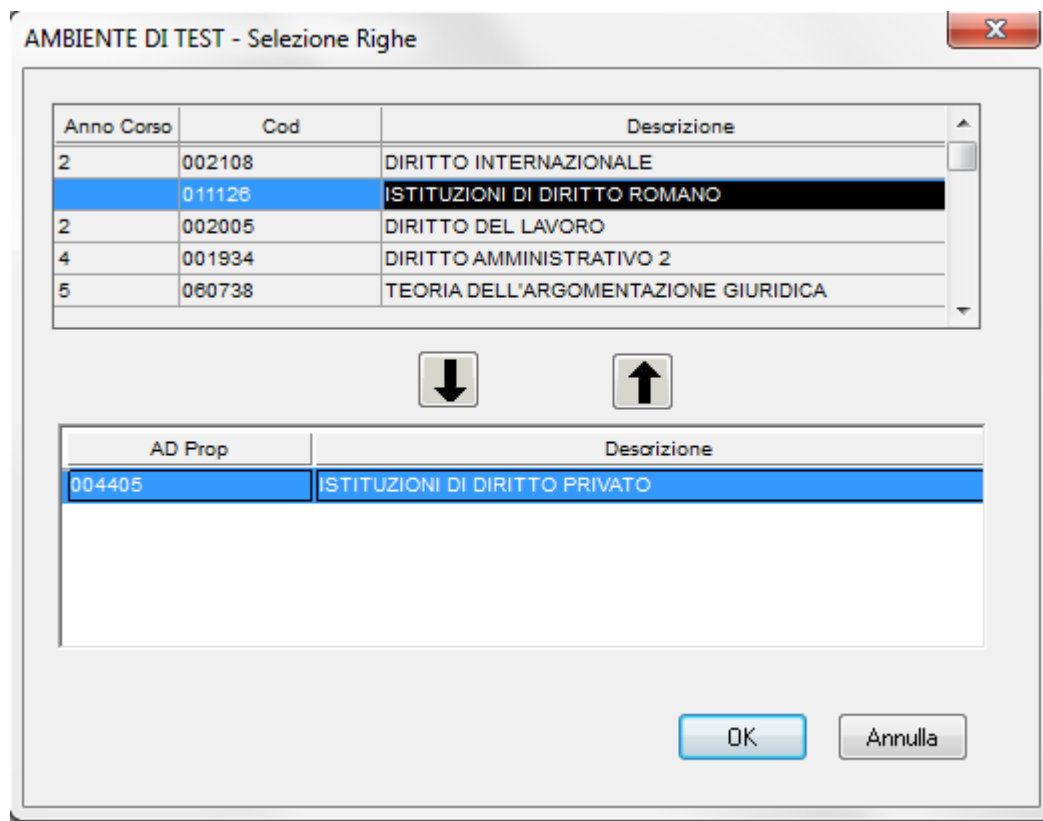 AMBIENTE DI TEST - Selezione Righe
Anno Corso Cod Descrizione
2 002108 DIRITTO INTERNAZIONALE
011126 ISTITUZIONI DI DIRITTO ROMANO
2 002005 DIRITTO DEL LAVORO
4 001934 DIRITTO AMMINISTRATIVO 2
5 060738 TEORIA DELL'ARGOMENTAZIONE GIURIDICA
AD Prop Descrizione
004405 ISTITUZIONI DI DIRITTO PRIVATO
OK Annulla